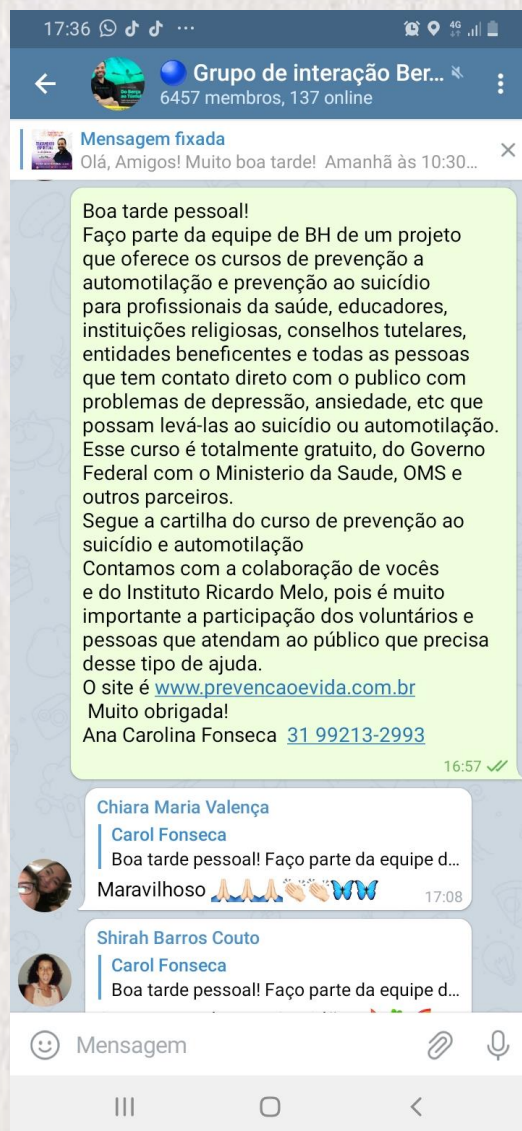 17:36
4G
Grupo de interação Ber...
6457 membros, 137 online
Mensagem fixada
Olá, Amigos! Muito boa tarde! Amanhã às 10:30...
Boa tarde pessoal!
Faço parte da equipe de BH de um projeto
que oferece os cursos de prevenção a
automotilação e prevenção ao suicídio
para profissionais da saúde, educadores,
instituições religiosas, conselhos tutelares,
entidades beneficentes e todas as pessoas
que tem contato direto com o publico com
problemas de depressão, ansiedade, etc que
possam levá-las ao suicídio ou automotilação.
Esse curso é totalmente gratuito, do Governo
Federal com o Ministerio da Saude, OMS e
outros parceiros.
Segue a cartilha do curso de prevenção ao
suicídio e automotilação
Contamos com a colaboração de vocês
e do Instituto Ricardo Melo, pois é muito
importante a participação dos voluntários e
pessoas que atendam ao público que precisa
desse tipo de ajuda.
O site é www.prevencaoevida.com.br
Muito obrigada!
Ana Carolina Fonseca 31 99213-2993
16:57
Chiara Maria Valença
Carol Fonseca
Boa tarde pessoal! Faço parte da equipe d...
Maravilhoso 🙏🏻🙏🏻🙏🏻👏🏻👏🏻🦋🦋
17:08
Shirah Barros Couto
Carol Fonseca
Boa tarde pessoal! Faço parte da equipe d...
Mensagem